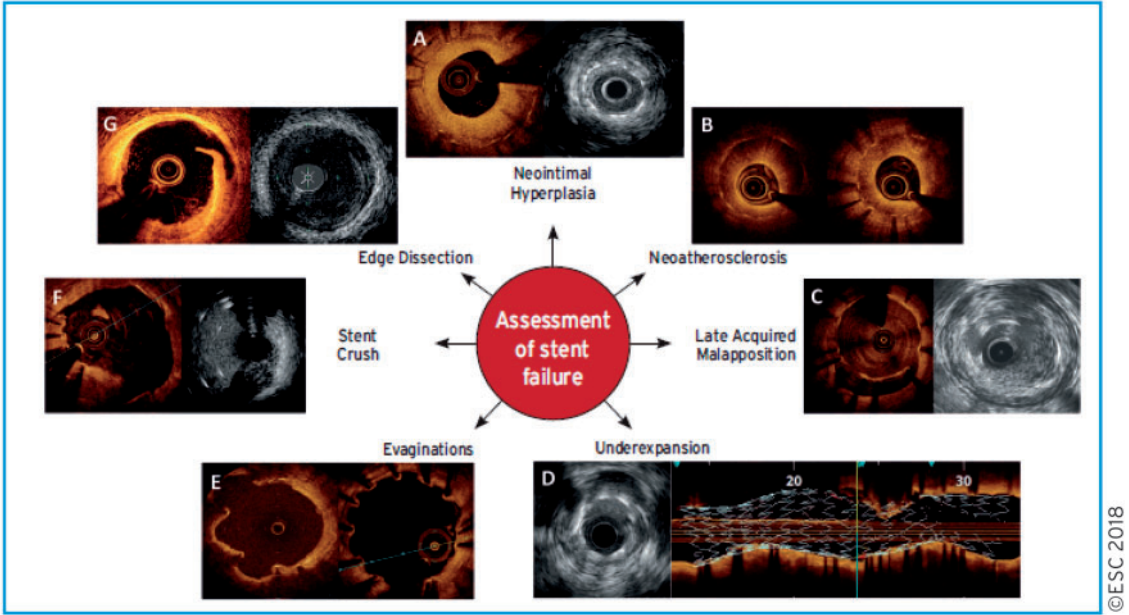 A
Neointimal
Hyperplasia
G
B
Edge Dissection
Neoatherosclerosis
F
Stent
Crush
Assessment
of stent
failure
Late Acquired
Malapposition
C
Evaginations
Underexpansion
E
D
20
30
©ESC 2018